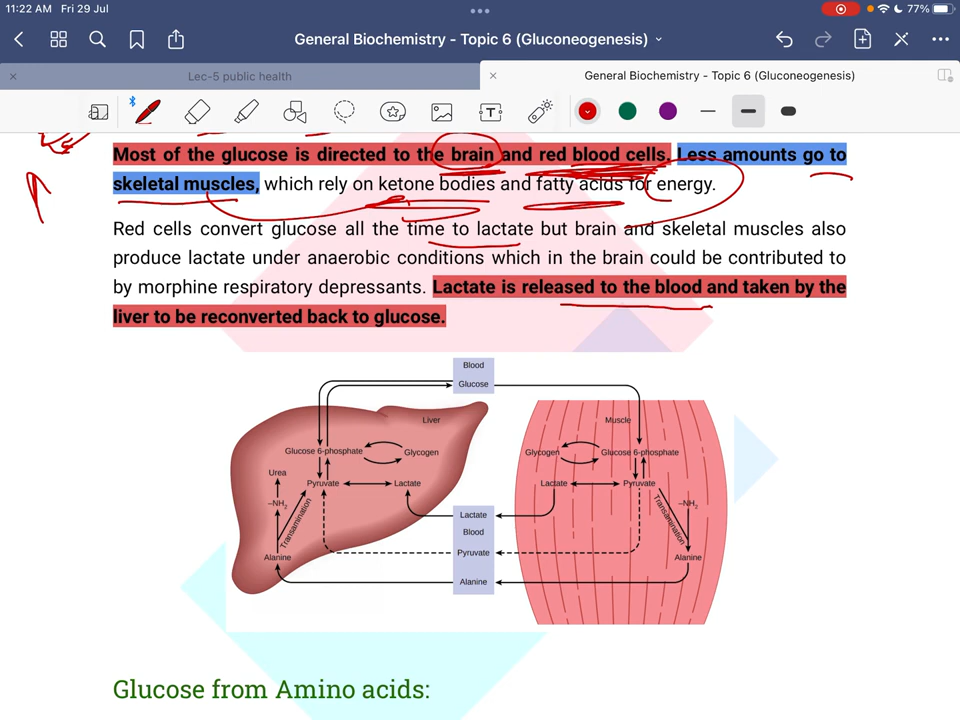 11:22 AM Fri 29 Jul
77%
General Biochemistry - Topic 6 (Gluconeogenesis)
Lec-5 public health
General Biochemistry - Topic 6 (Gluconeogenesis)
T
Most of the glucose is directed to the brain and red blood cells. Less amounts go to
skeletal muscles, which rely on ketone bodies and fatty acids for energy.
Red cells convert glucose all the time to lactate but brain and skeletal muscles also
produce lactate under anaerobic conditions which in the brain could be contributed to
by morphine respiratory depressants. Lactate is released to the blood and taken by the
liver to be reconverted back to glucose.
Blood
Glucose
Liver
Muscle
Glucose 6-phosphate
Glycogen
Glycogen
Glucose 6-phosphate
Urea
Pyruvate
Lactate
Lactate
Pyruvate
–NH2
Transamination
Alanine
Lactate
Blood
Pyruvate
Alanine
–NH2
Transamination
Alanine
Glucose from Amino acids: